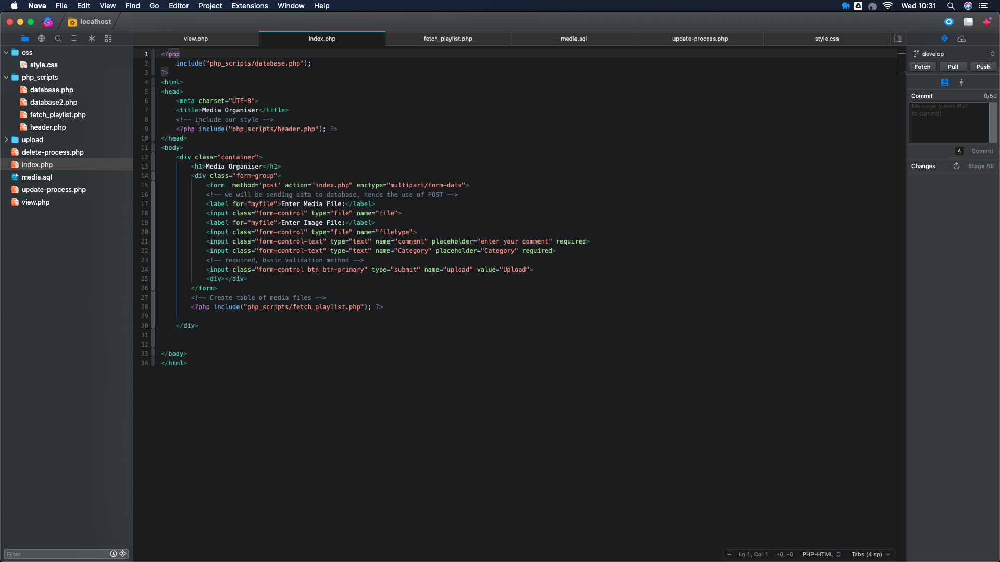 Nova File Edit View Find Go Editor Project Extensions Window Help Wed 10:31
localhost
view.php index.php fetch_playlist.php media.sql update-process.php style.css
css
style.css
php_scripts
database.php
database2.php
fetch_playlist.php
header.php
upload
delete-process.php
index.php
media.sql
update-process.php
view.php
Filter
1 <?php
2 include("php_scripts/database.php");
3 ?>
4 <html>
5 <head>
6 <meta charset="UTF-8">
7 <title>Media Organiser</title>
8 <!-- include our style -->
9 <?php include("php_scripts/header.php"); ?>
10 </head>
11 <body>
12 <div class="container">
13 <h1>Media Organiser</h1>
14 <div class="form-group">
15 <form  method='post' action="index.php" enctype="multipart/form-data">
16 <!-- we will be sending data to database, hence the use of POST -->
17 <label for="myfile">Enter Media File:</label>
18 <input class="form-control" type="file" name="file">
19 <label for="myfile">Enter Image File:</label>
20 <input class="form-control" type="file" name="filetype">
21 <input class="form-control-text" type="text" name="comment" placeholder="enter your comment" required>
22 <input class="form-control-text" type="text" name="Category" placeholder="Category" required>
23 <!-- required, basic validation method -->
24 <input class="form-control btn btn-primary" type="submit" name="upload" value="Upload">
25 <div></div>
26 </form>
27 <!-- Create table of media files -->
28 <?php include("php_scripts/fetch_playlist.php"); ?>
29
30 </div>
31
32
33 </body>
34 </html>
develop
Fetch Pull Push
Commit 0/50
Message (press ⌘⏎
to commit)
A Commit
Changes Stage All
Ln 1, Col 1 +0, -0 PHP-HTML Tabs (4 sp)